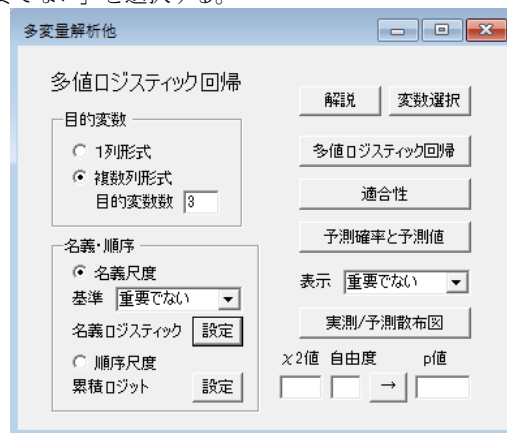 要でない」を選択する。
多変量解析他
多値ロジスティック回帰
目的変数
1列形式
複数列形式
目的変数数 3
名義・順序
名義尺度
基準 重要でない
名義ロジスティック 設定
順序尺度
累積ロジット 設定
解説 変数選択
多値ロジスティック回帰
適合性
予測確率と予測値
表示 重要でない
実測/予測散布図
χ2値 自由度 p値
→